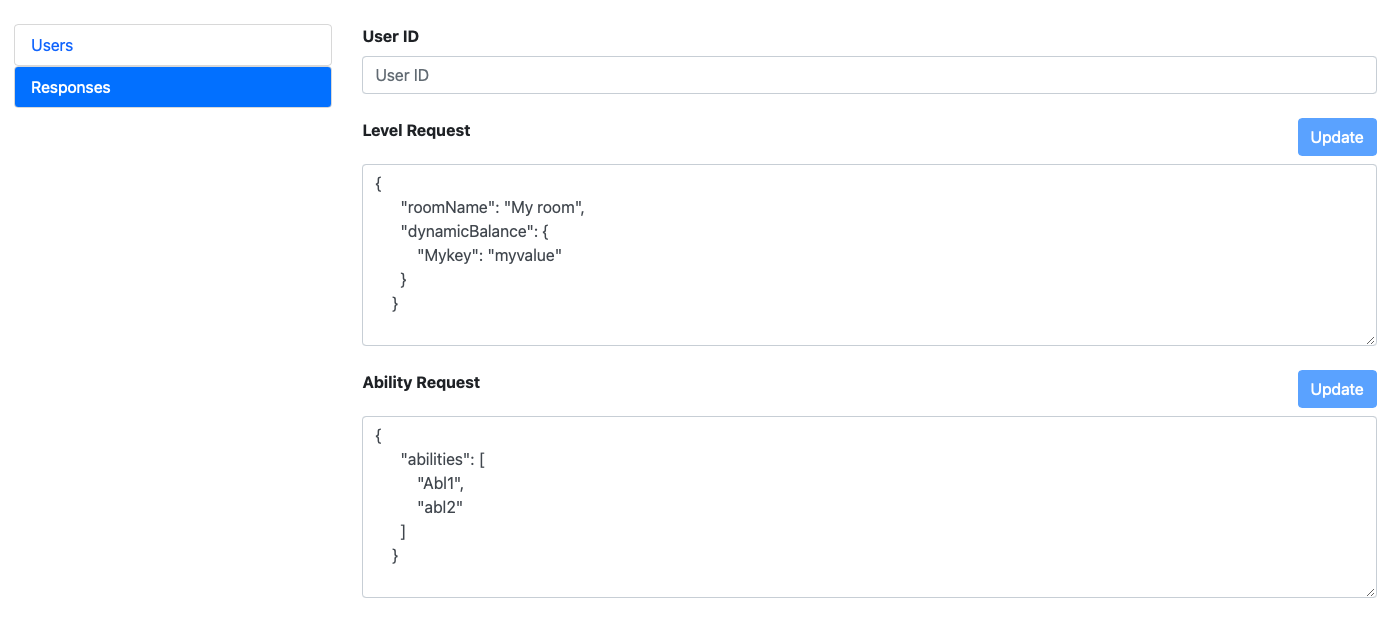 Users
Responses
User ID
User ID
Level Request
Update
{
"roomName": "My room",
"dynamicBalance": {
"Mykey": "myvalue"
}
}
Ability Request
Update
{
"abilities": [
"Abl1",
"abl2"
]
}